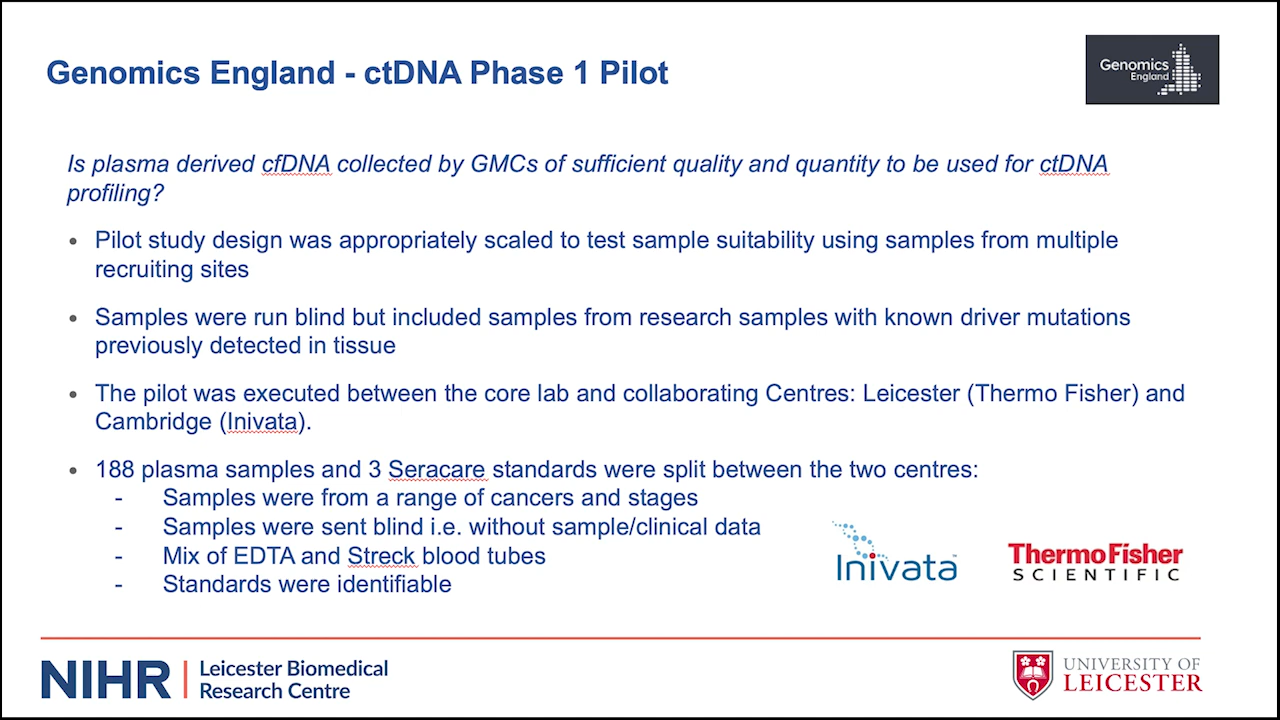 Genomics England - ctDNA Phase 1 Pilot
Genomics
England
Is plasma derived cfDNA collected by GMCs of sufficient quality and quantity to be used for ctDNA
profiling?
• Pilot study design was appropriately scaled to test sample suitability using samples from multiple
recruiting sites
• Samples were run blind but included samples from research samples with known driver mutations
previously detected in tissue
• The pilot was executed between the core lab and collaborating Centres: Leicester (Thermo Fisher) and
Cambridge (Inivata).
• 188 plasma samples and 3 Seracare standards were split between the two centres:
- Samples were from a range of cancers and stages
- Samples were sent blind i.e. without sample/clinical data
- Mix of EDTA and Streck blood tubes
- Standards were identifiable
Inivata™
ThermoFisher
SCIENTIFIC
NIHR | Leicester Biomedical
Research Centre
UNIVERSITY OF
LEICESTER